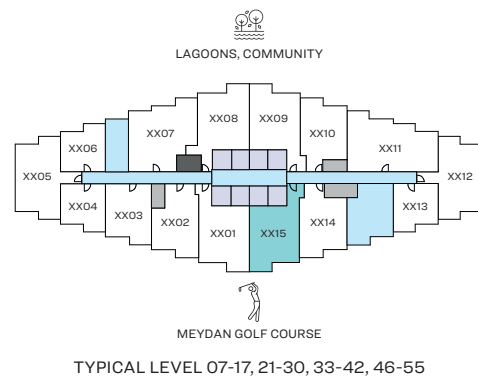 LAGOONS, COMMUNITY
XX08 XX09
XX07 XX10
XX06 XX11
XX05 XX12
XX04 XX13
XX03 XX14
XX02 XX01 XX15
MEYDAN GOLF COURSE
TYPICAL LEVEL 07-17, 21-30, 33-42, 46-55